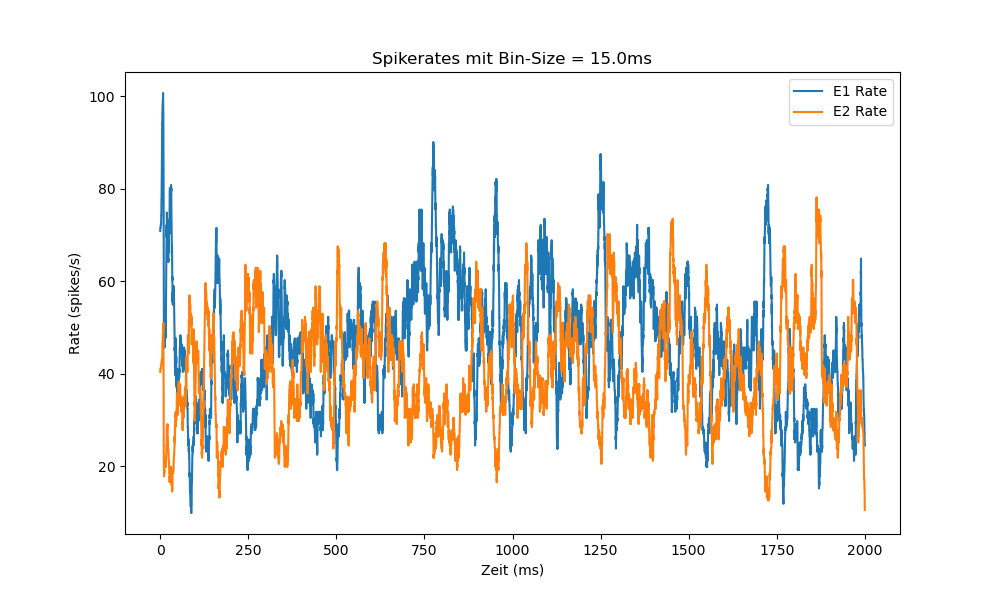 Spikerates mit Bin-Size = 15.0ms
E1 Rate
E2 Rate
Rate (spikes/s)
100
80
60
40
20
0
250
500
750
1000
1250
1500
1750
2000
Zeit (ms)